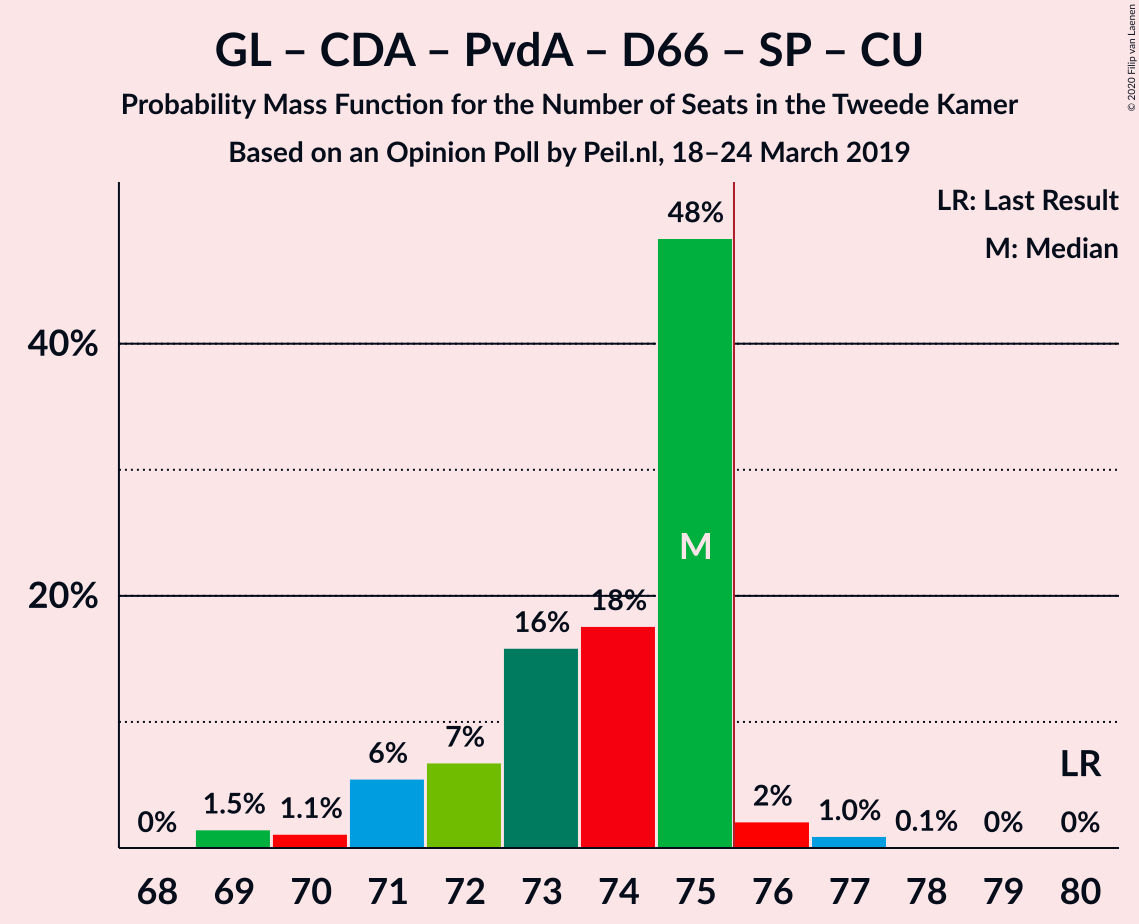 GL – CDA – PvdA – D66 – SP – CU
Probability Mass Function for the Number of Seats in the Tweede Kamer
Based on an Opinion Poll by Peil.nl, 18–24 March 2019
© 2020 Filip van Laenen
LR: Last Result
M: Median
40%
20%
0%
1.5%
1.1%
6%
7%
16%
18%
48%
M
2%
1.0%
0.1%
0%
LR
0%
68 69 70 71 72 73 74 75 76 77 78 79 80